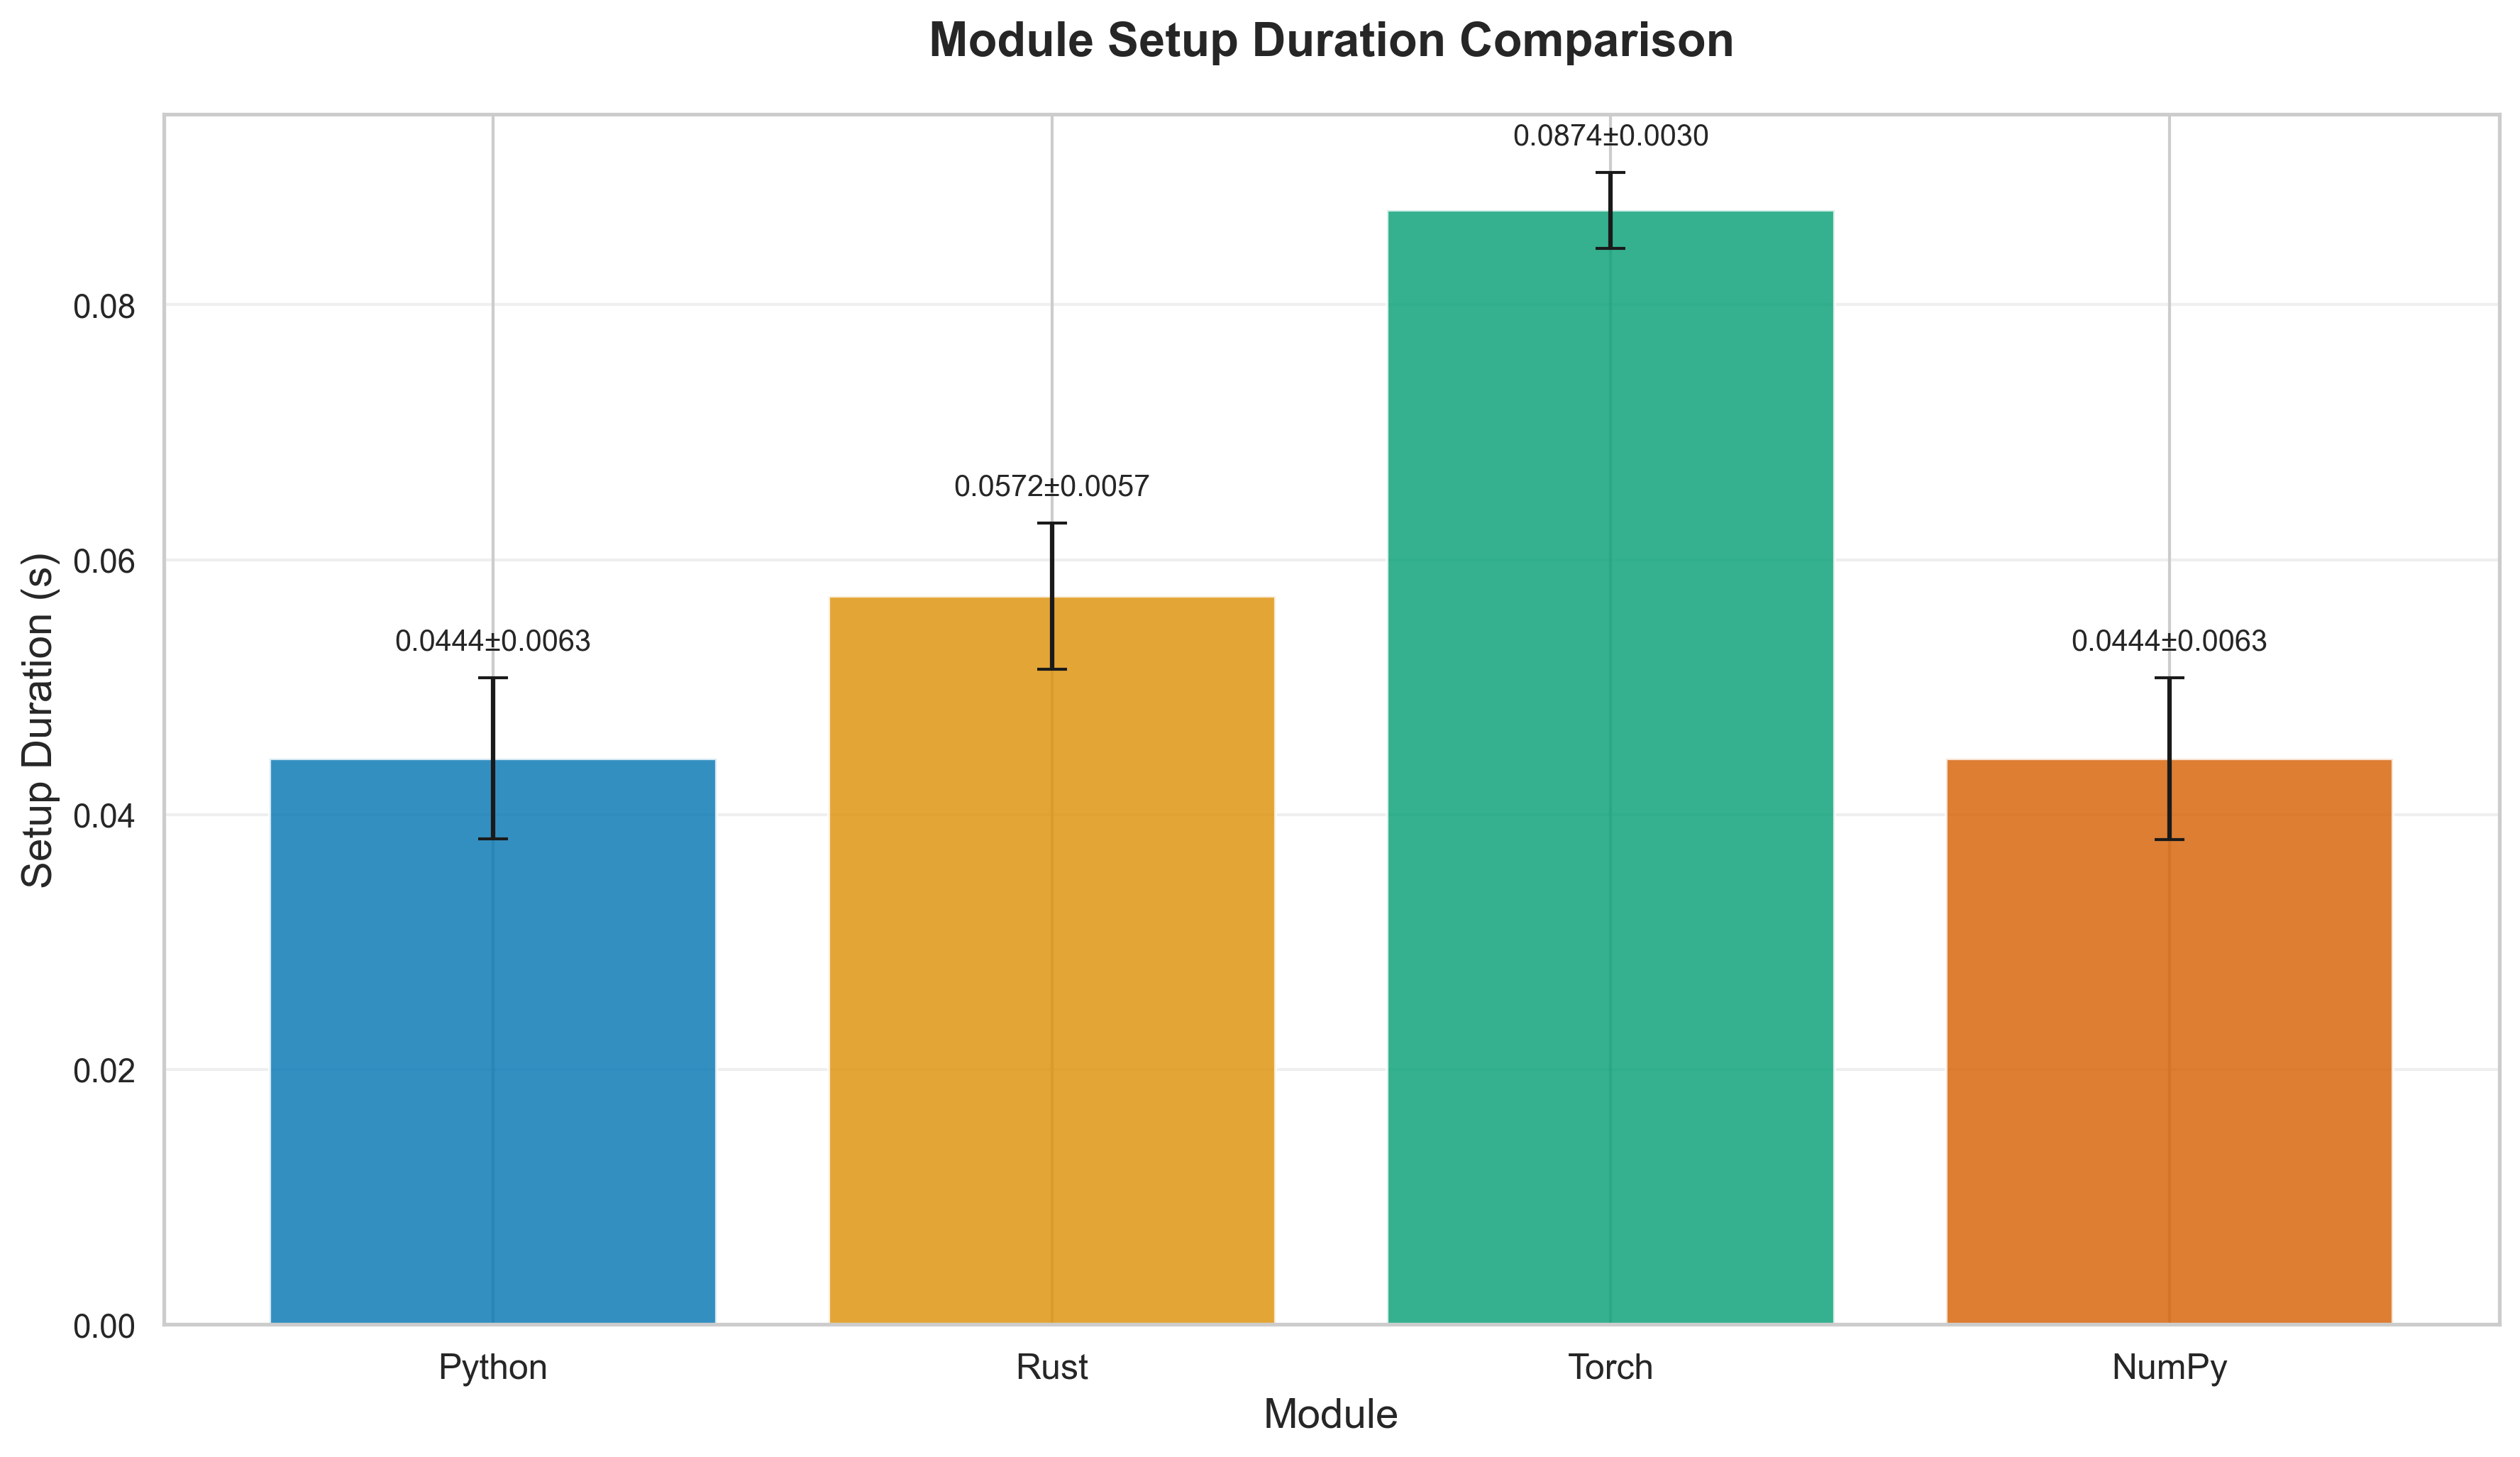 Module Setup Duration Comparison
0.0874±0.0030
0.08
0.0572±0.0057
0.06
0.0444±0.0063
0.0444±0.0063
Setup Duration (s)
0.04
0.02
0.00
Python
Rust
Torch
NumPy
Module